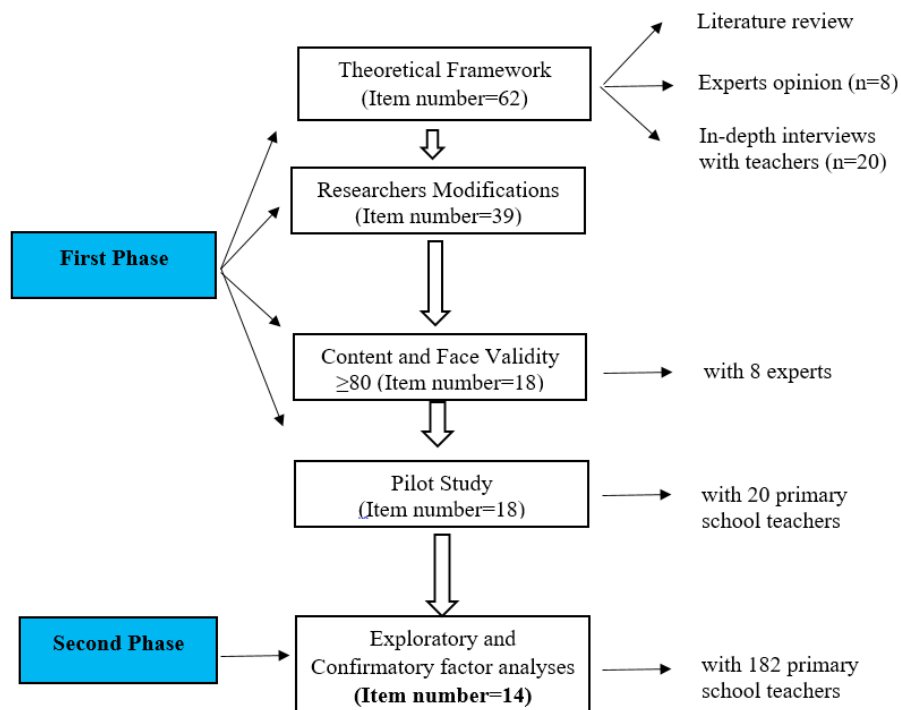 Theoretical Framework
(Item number=62)
Literature review
Experts opinion (n=8)
In-depth interviews
with teachers (n=20)
Researchers Modifications
(Item number=39)
First Phase
Content and Face Validity
≥80 (Item number=18)
with 8 experts
Pilot Study
(Item number=18)
with 20 primary
school teachers
Second Phase
Exploratory and
Confirmatory factor analyses
(Item number=14)
with 182 primary
school teachers